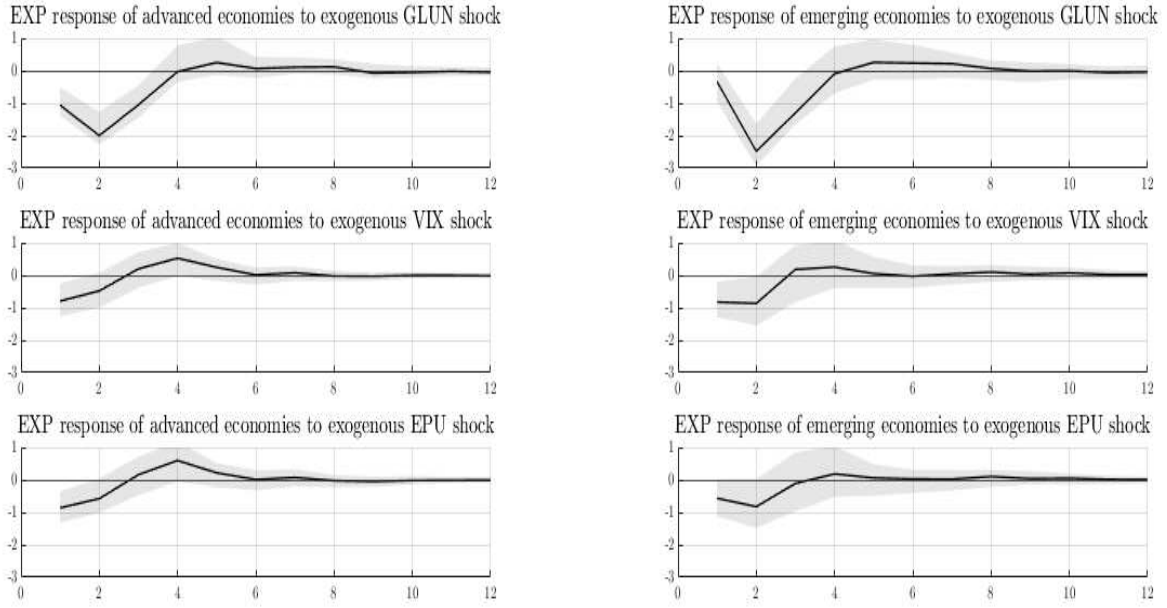 EXP response of advanced economies to exogenous GLUN shock
1
0
-1
-2
-3
0 2 4 6 8 10 12
EXP response of emerging economies to exogenous GLUN shock
1
0
-1
-2
-3
0 2 4 6 8 10 12
EXP response of advanced economies to exogenous VIX shock
1
0
-1
-2
-3
0 2 4 6 8 10 12
EXP response of emerging economies to exogenous VIX shock
1
0
-1
-2
-3
0 2 4 6 8 10 12
EXP response of advanced economies to exogenous EPU shock
1
0
-1
-2
-3
0 2 4 6 8 10 12
EXP response of emerging economies to exogenous EPU shock
1
0
-1
-2
-3
0 2 4 6 8 10 12